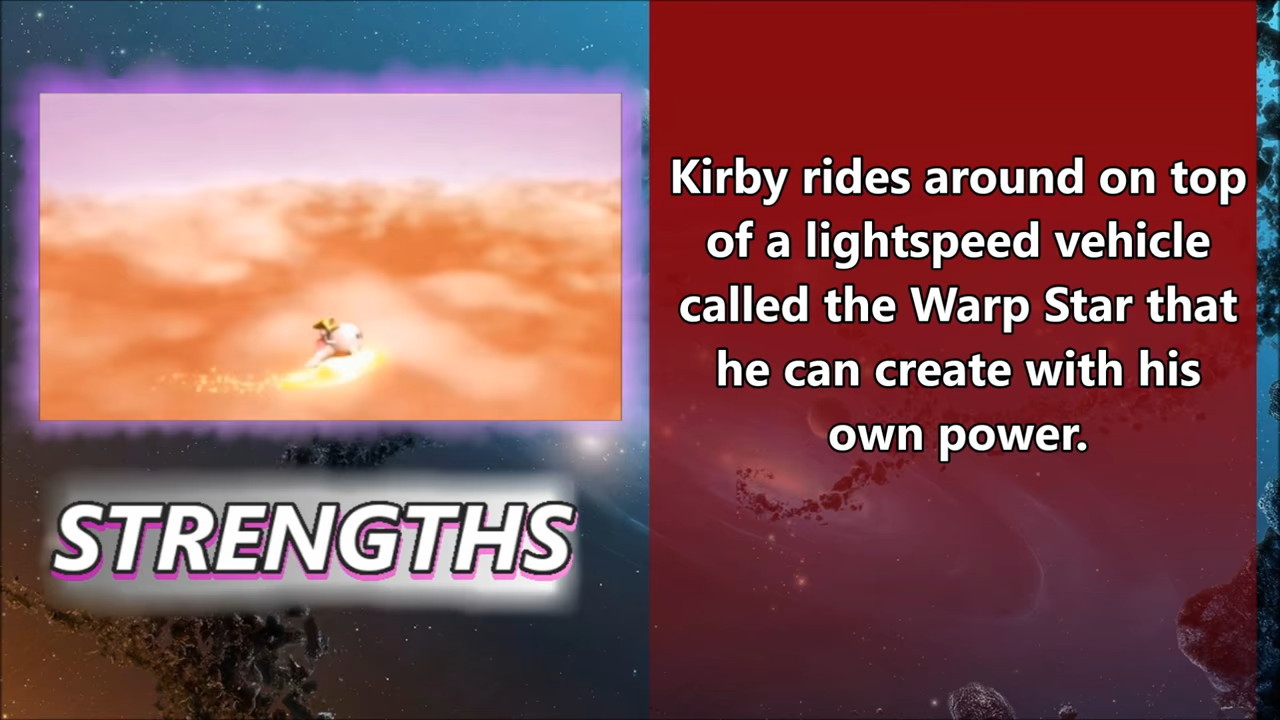 Kirby rides around on top
of a lightspeed vehicle
called the Warp Star that
he can create with his
own power.
STRENGTHS